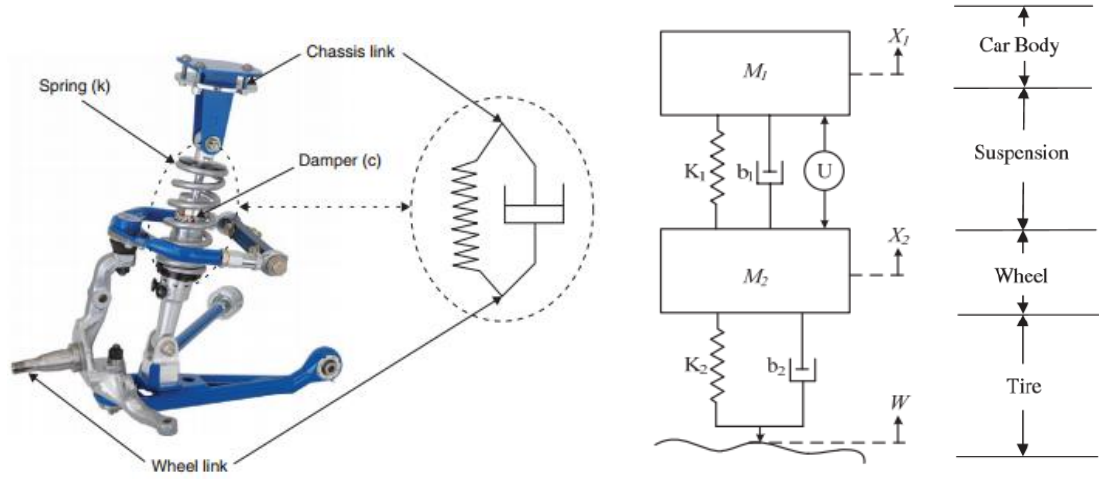 Chassis link
Spring (k)
Damper (c)
Wheel link
X₁
M₁
K₁
b₁
U
X₂
M₂
K₂
b₂
W
Car Body
Suspension
Wheel
Tire